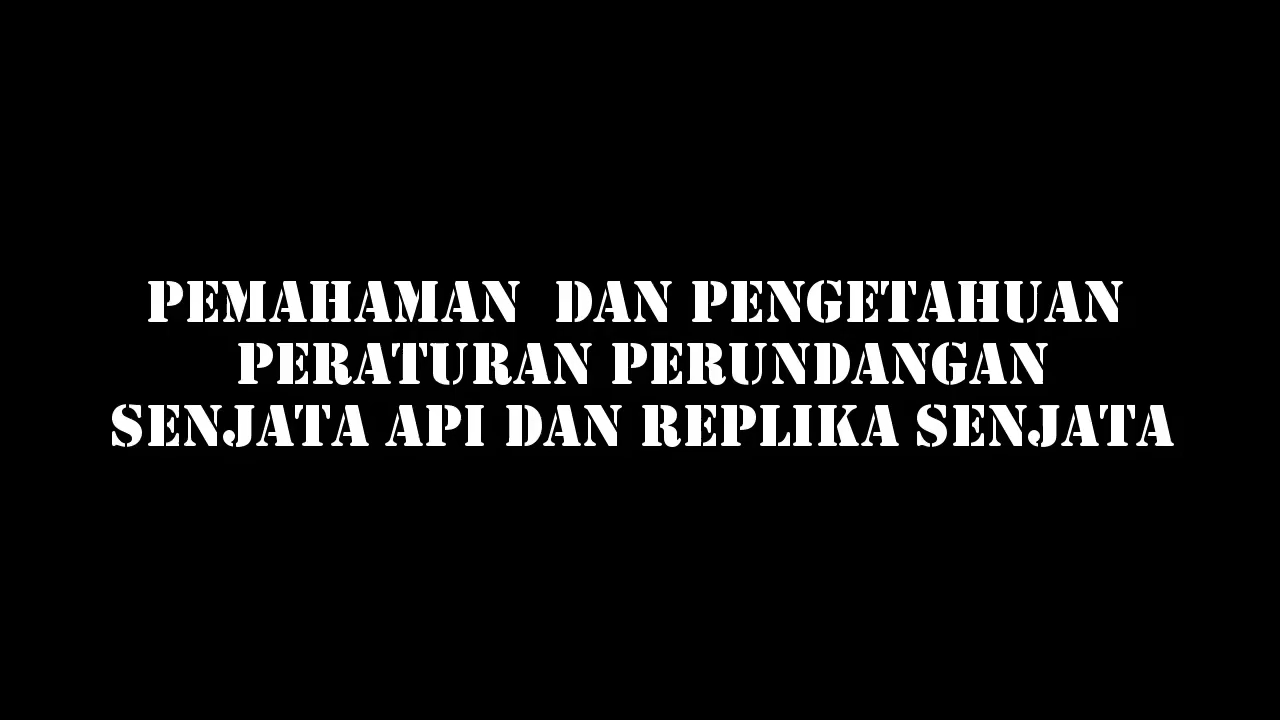 PEMAHAMAN  DAN PENGETAHUAN
PERATURAN PERUNDANGAN
SENJATA API DAN REPLIKA SENJATA